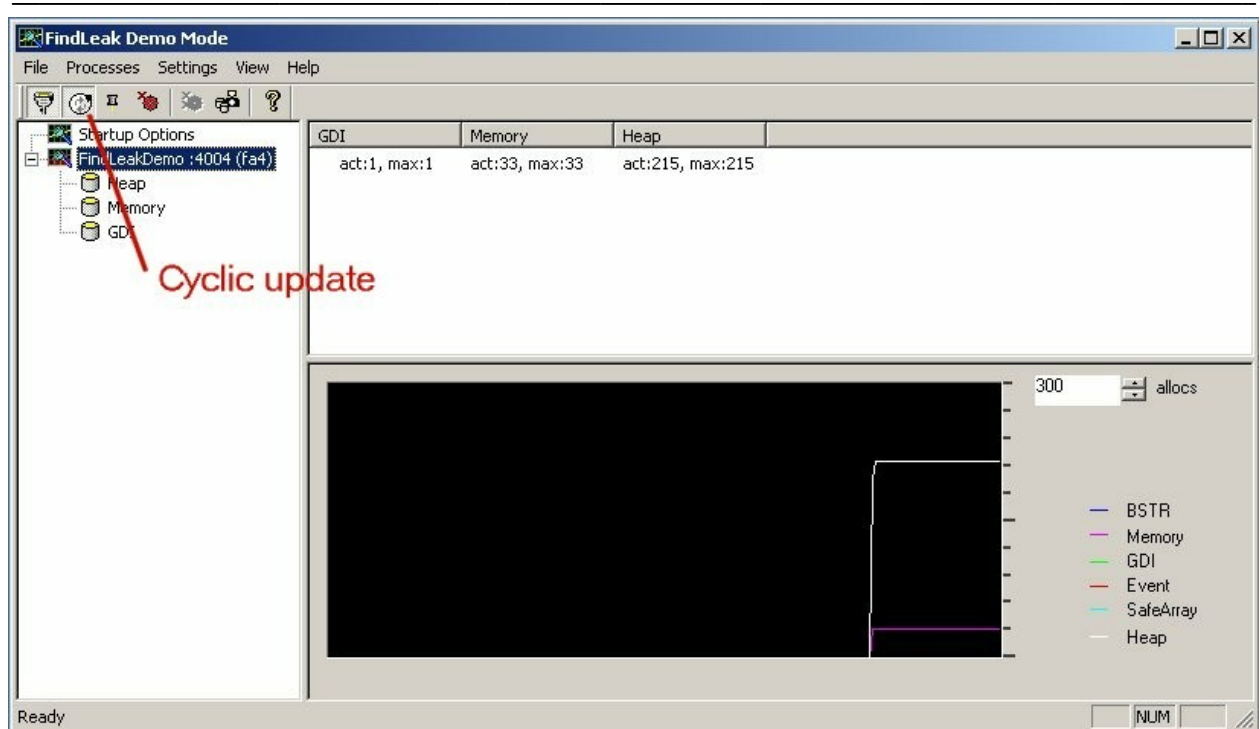 FindLeak Demo Mode
File Processes Settings View Help
Startup Options
FindLeakDemo :4004 (fa4)
Heap
Memory
GDI
Cyclic update
GDI Memory Heap
act:1, max:1 act:33, max:33 act:215, max:215
300 allocs
BSTR
Memory
GDI
Event
SafeArray
Heap
Ready NUM